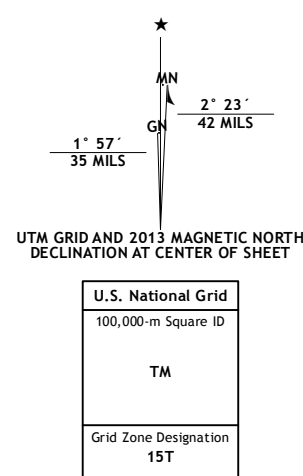 ★
MN
2° 23´
42 MILS
GN
1° 57´
35 MILS
UTM GRID AND 2013 MAGNETIC NORTH
DECLINATION AT CENTER OF SHEET
U.S. National Grid
100,000-m Square ID
TM
Grid Zone Designation
15T